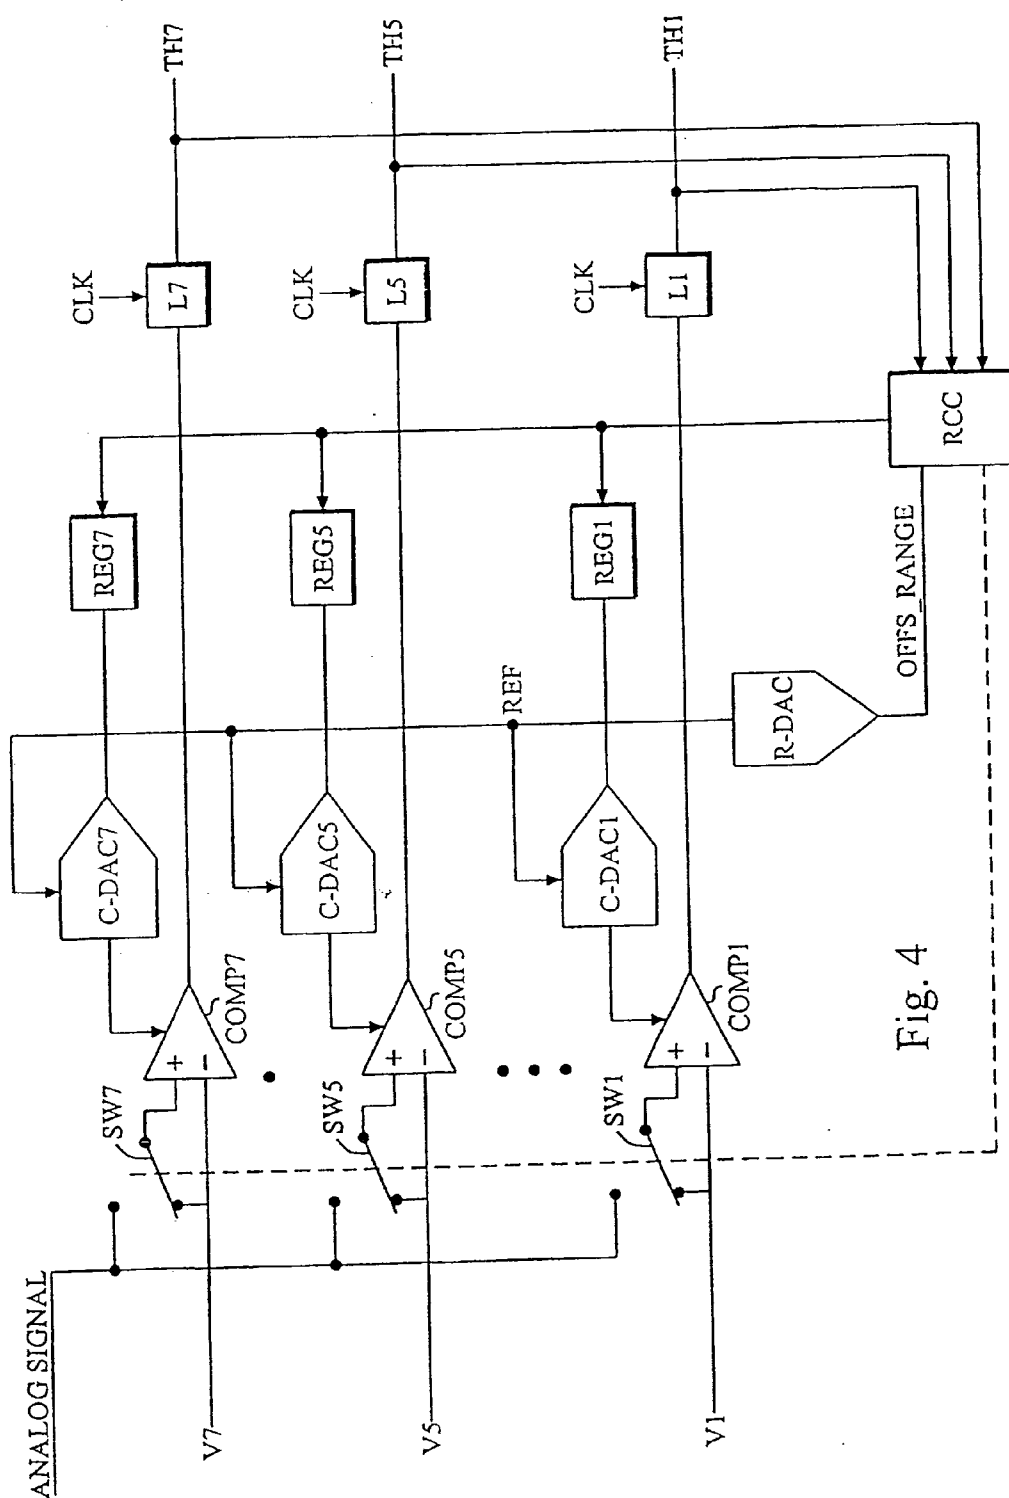 ANALOG SIGNAL
V7
SW7
+
−
COMP7
C-DAC7
REG7
CLK
L7
TH7
V5
SW5
+
−
COMP5
C-DAC5
REG5
CLK
L5
TH5
REF
V1
SW1
+
−
COMP1
C-DAC1
REG1
CLK
L1
TH1
R-DAC
OFFS_RANGE
RCC
Fig. 4